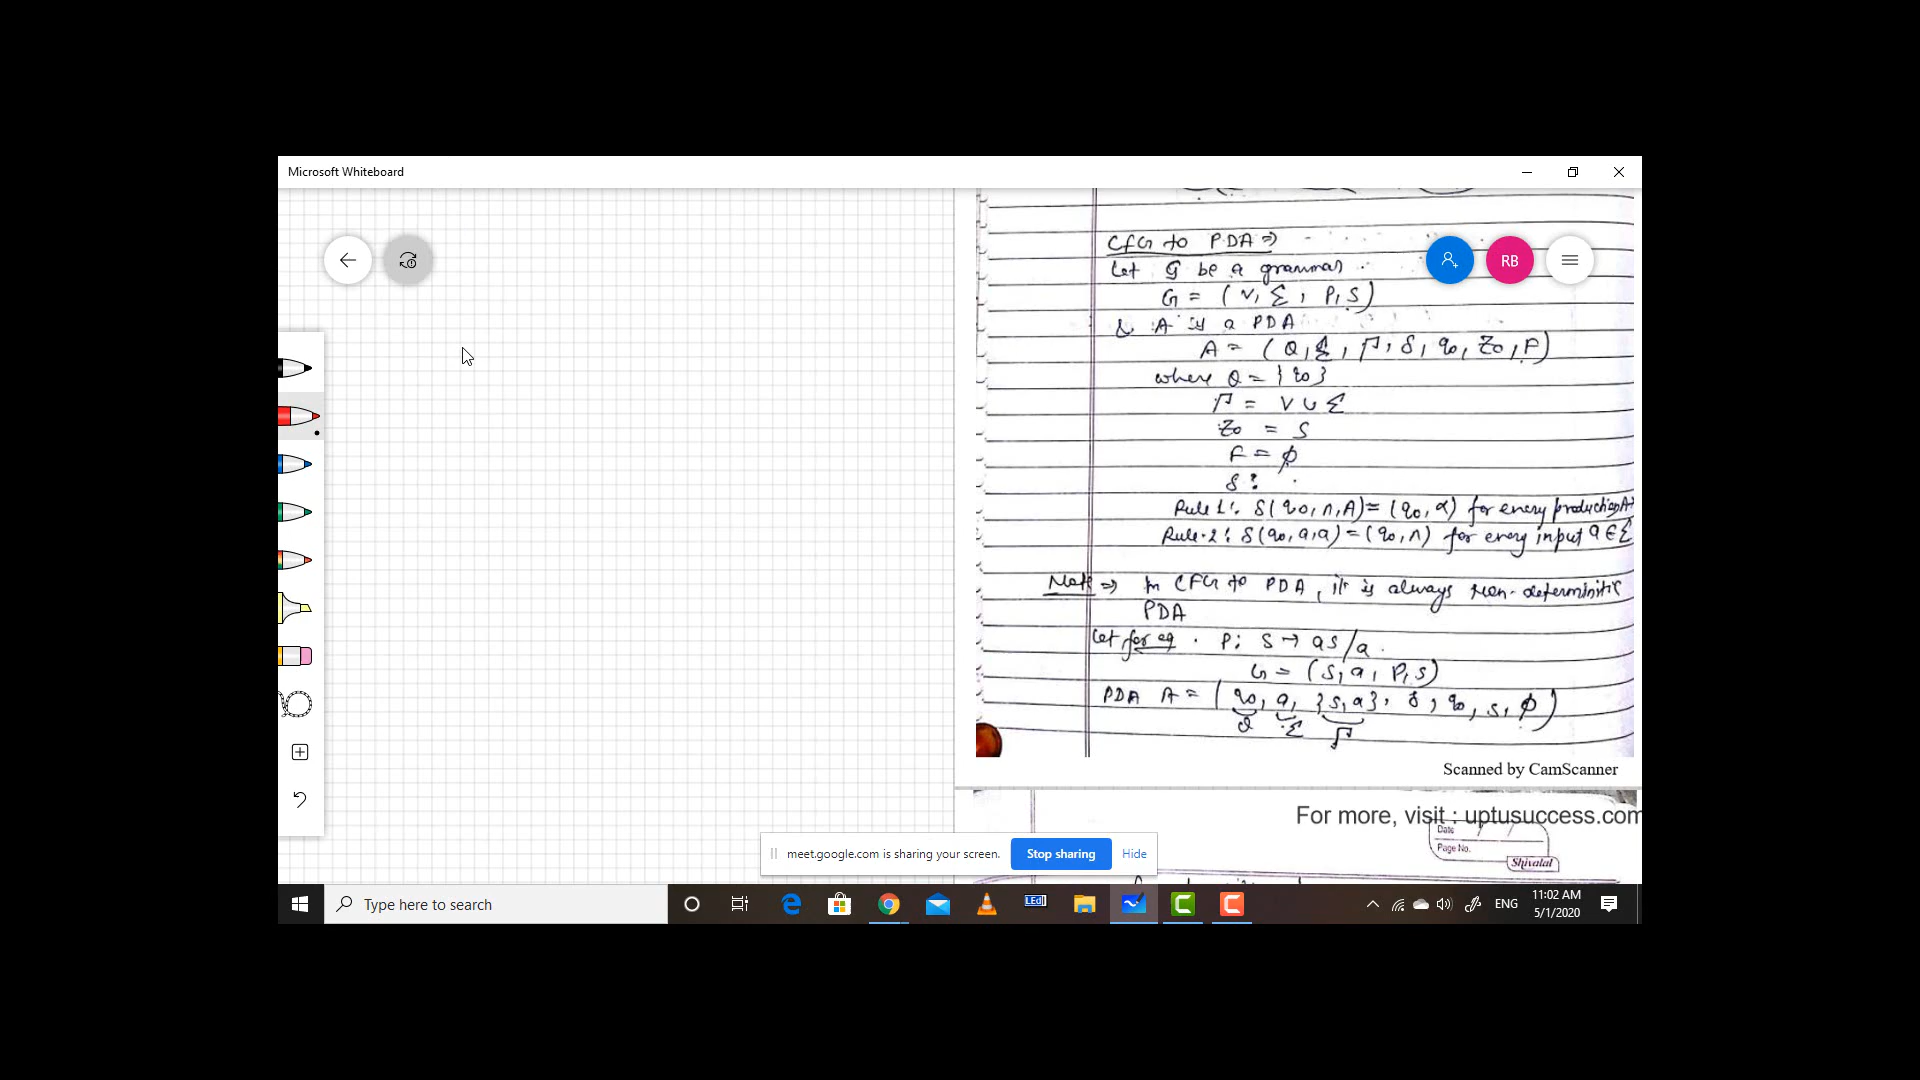 Microsoft Whiteboard
CFG to PDA ⇒
Let G be a grammar
G = ( V, Σ, P, S )
& A is a PDA
A = ( Q, Σ, Γ, δ, q0, Z0, F )
where Q = { q0 }
Γ = V ∪ Σ
Z0 = S
F = ϕ
δ :
Rule 1 : δ( q0, ∧, A ) = ( q0, α ) for every production A
Rule-2 : δ( q0, a, a ) = ( q0, ∧ ) for every input a ∈ Σ
Note ⇒ In CFG to PDA, it is always Non-deterministic
PDA
Let for eg . P: S → aS/a
G = ( S, a, P, S )
PDA A = ( q0, a, {S, a}, δ, q0, S, ϕ )
Q Σ Γ
Scanned by CamScanner
For more, visit : uptusuccess.com
Date
Page No.
Shivalal
RB
meet.google.com is sharing your screen. Stop sharing Hide
Type here to search
LEd
ENG
11:02 AM
5/1/2020